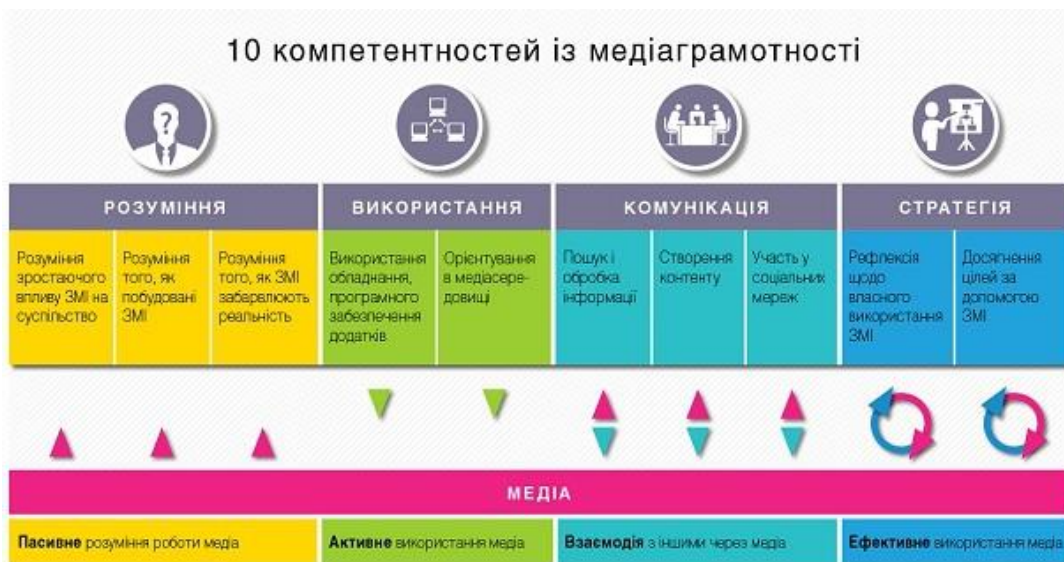 10 компетентностей із медіаграмотності
РОЗУМІННЯ
ВИКОРИСТАННЯ
КОМУНІКАЦІЯ
СТРАТЕГІЯ
Розуміння
зростаючого
впливу ЗМІ на
суспільство
Розуміння
того, як
побудовані
ЗМІ
Розуміння
того, як ЗМІ
забарвлюють
реальність
Використання
обладнання,
програмного
забезпечення
додатків
Орієнтування
в медіасере-
довищі
Пошук і
обробка
інформації
Створення
контенту
Участь у
соціальних
мереж
Рефлексія
щодо
власного
використання
ЗМІ
Досягнення
цілей за
допомогою
ЗМІ
МЕДІА
Пасивне розуміння роботи медіа
Активне використання медіа
Взаємодія з іншими через медіа
Ефективне використання медіа